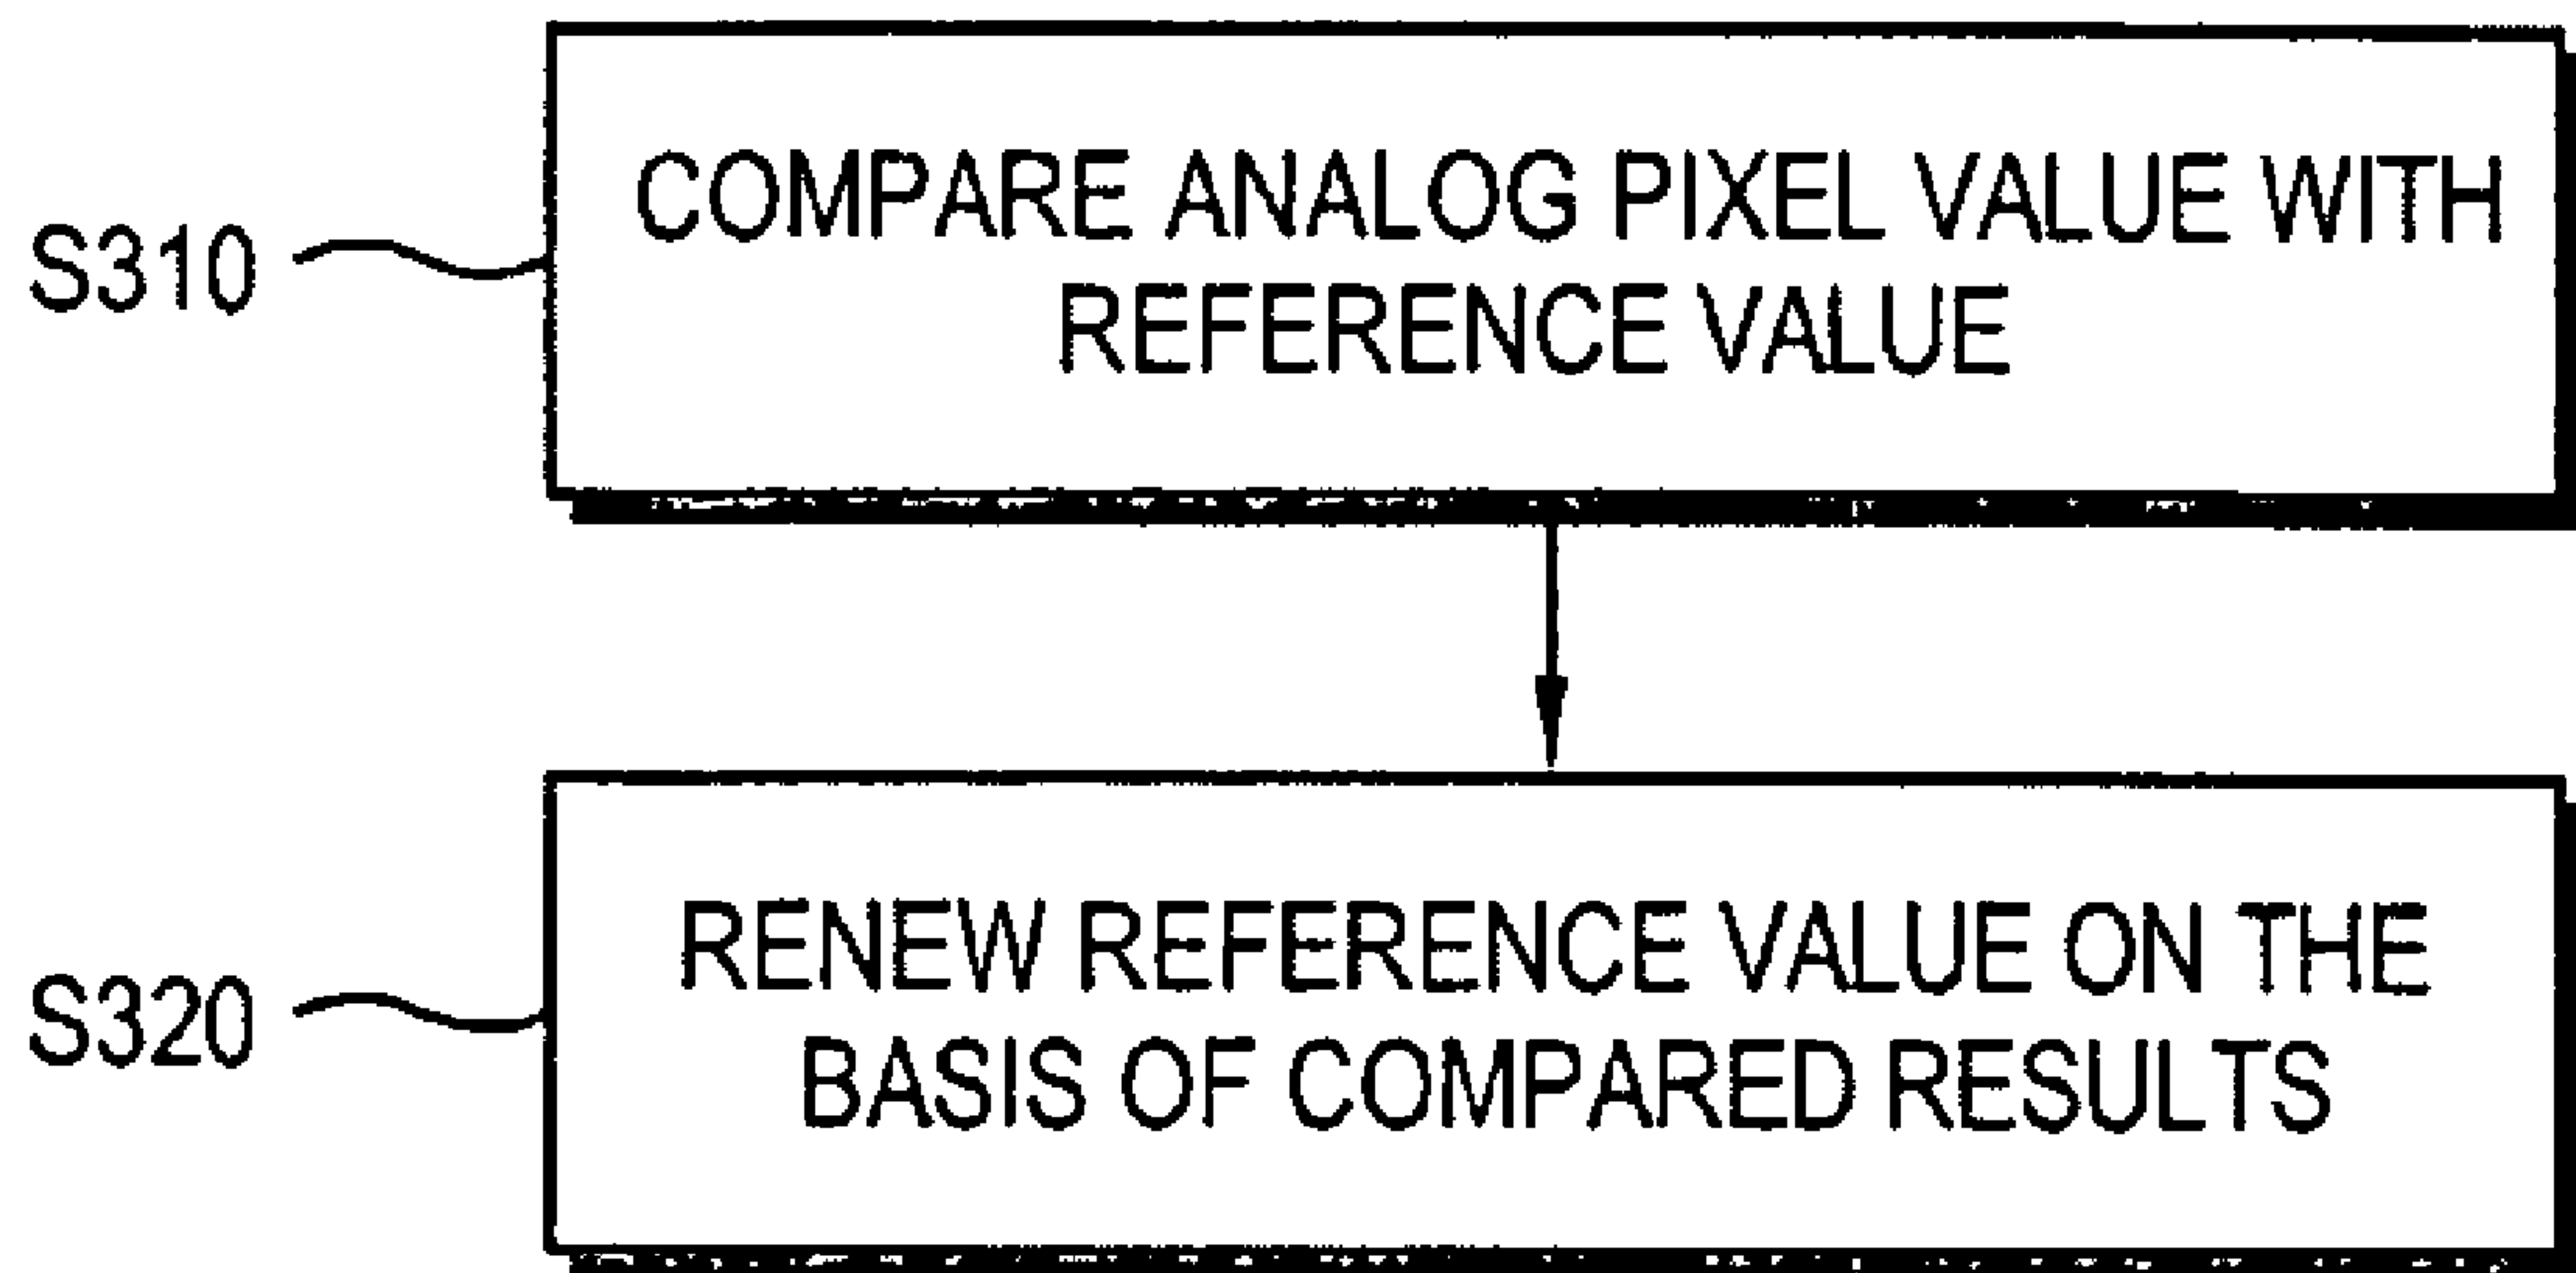 S310
COMPARE ANALOG PIXEL VALUE WITH
REFERENCE VALUE
S320
RENEW REFERENCE VALUE ON THE
BASIS OF COMPARED RESULTS